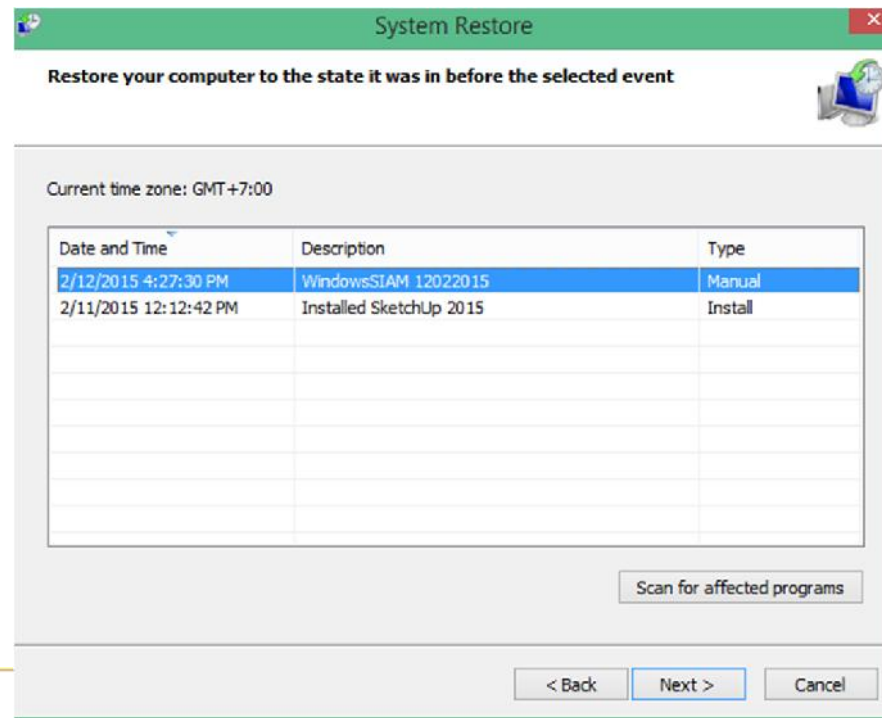 System Restore
Restore your computer to the state it was in before the selected event
Current time zone: GMT+7:00
Date and Time Description Type
2/12/2015 4:27:30 PM WindowsSIAM 12022015 Manual
2/11/2015 12:12:42 PM Installed SketchUp 2015 Install
Scan for affected programs
< Back Next > Cancel